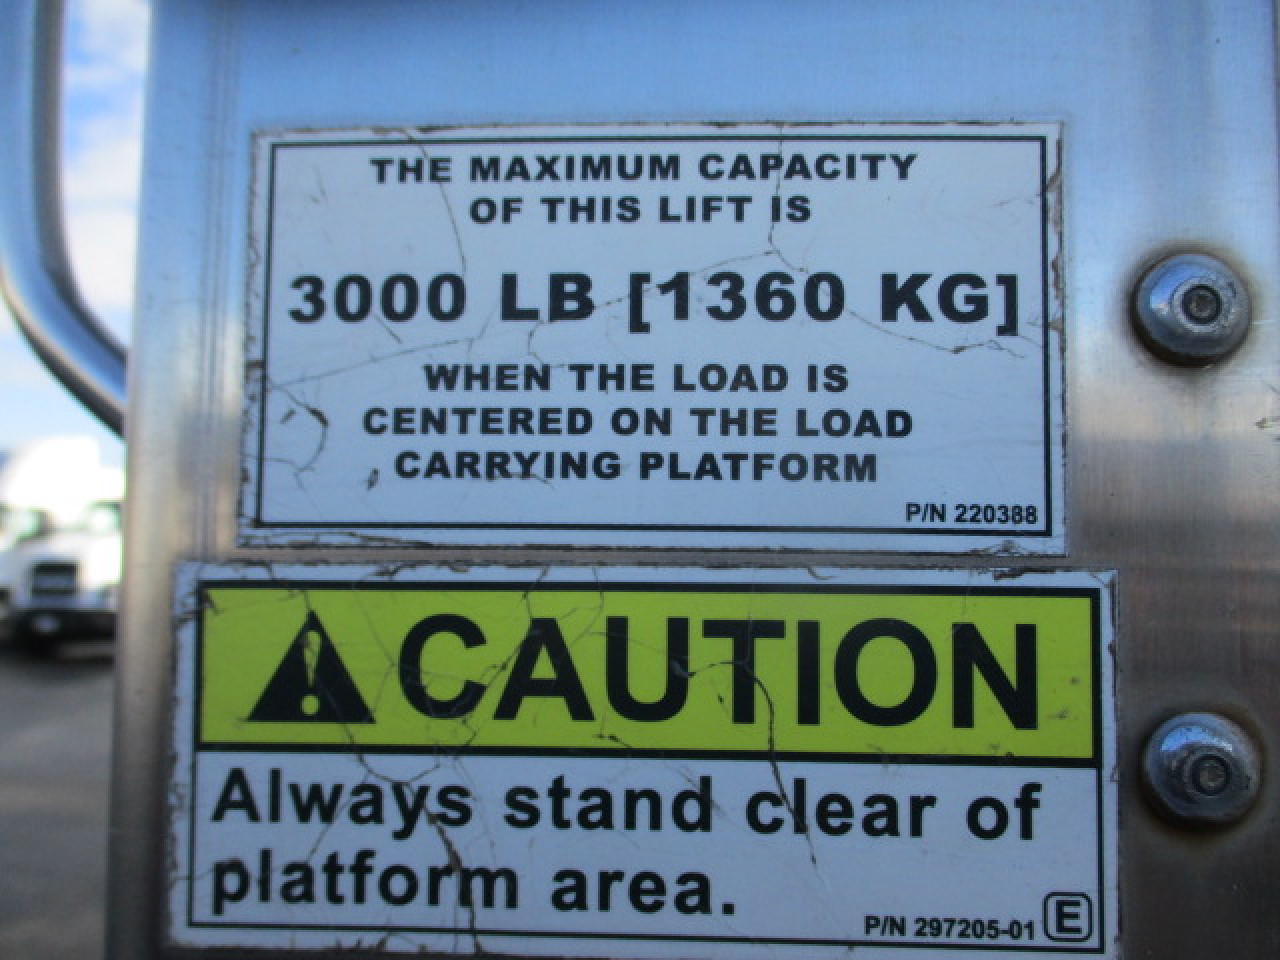 THE MAXIMUM CAPACITY
OF THIS LIFT IS
3000 LB [1360 KG]
WHEN THE LOAD IS
CENTERED ON THE LOAD
CARRYING PLATFORM
P/N 220388
CAUTION
Always stand clear of
platform area.
P/N 297205-01 E